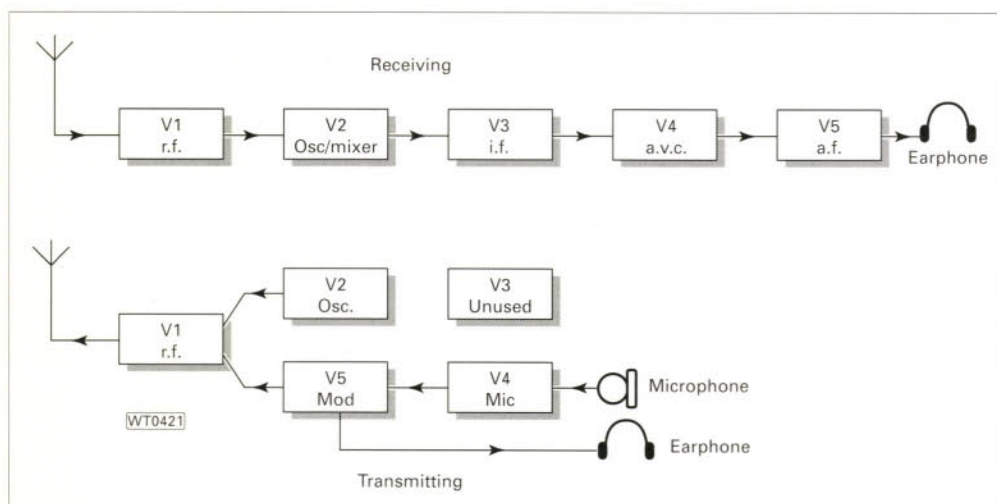 Receiving
V1
r.f.
V2
Osc/mixer
V3
i.f.
V4
a.v.c.
V5
a.f.
Earphone
V2
Osc.
V3
Unused
V1
r.f.
V5
Mod
V4
Mic
Microphone
WT0421
Earphone
Transmitting